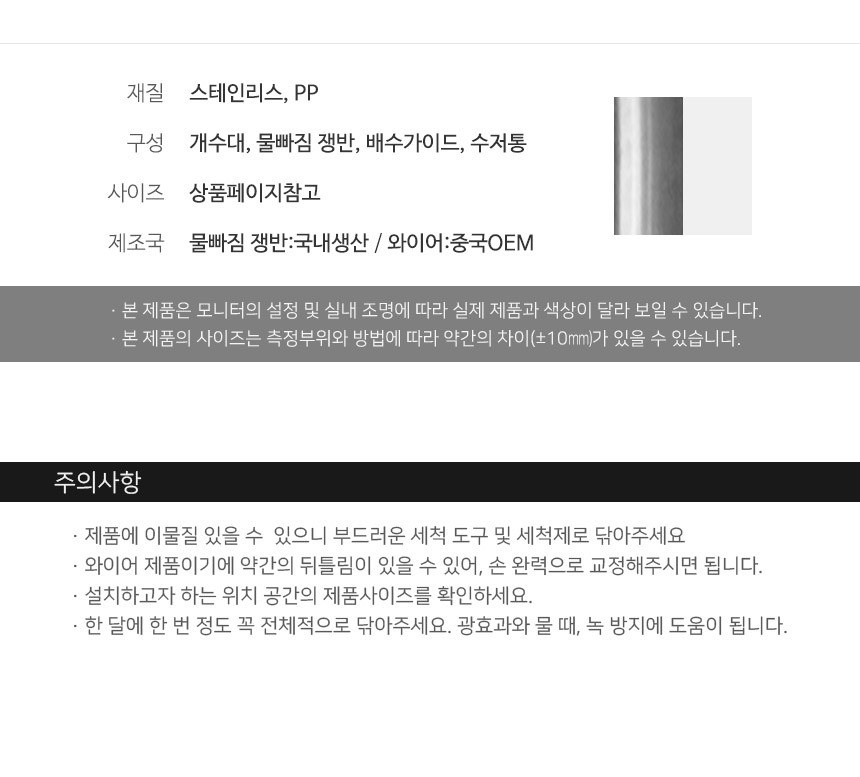 재질 스테인리스, PP
구성 개수대, 물빠짐 쟁반, 배수가이드, 수저통
사이즈 상품페이지참고
제조국 물빠짐 쟁반:국내생산 / 와이어:중국OEM
· 본 제품은 모니터의 설정 및 실내 조명에 따라 실제 제품과 색상이 달라 보일 수 있습니다.
· 본 제품의 사이즈는 측정부위와 방법에 따라 약간의 차이(±10㎜)가 있을 수 있습니다.
주의사항
· 제품에 이물질 있을 수 있으니 부드러운 세척 도구 및 세척제로 닦아주세요
· 와이어 제품이기에 약간의 뒤틀림이 있을 수 있어, 손 완력으로 교정해주시면 됩니다.
· 설치하고자 하는 위치 공간의 제품사이즈를 확인하세요.
· 한 달에 한 번 정도 꼭 전체적으로 닦아주세요. 광효과와 물 때, 녹 방지에 도움이 됩니다.